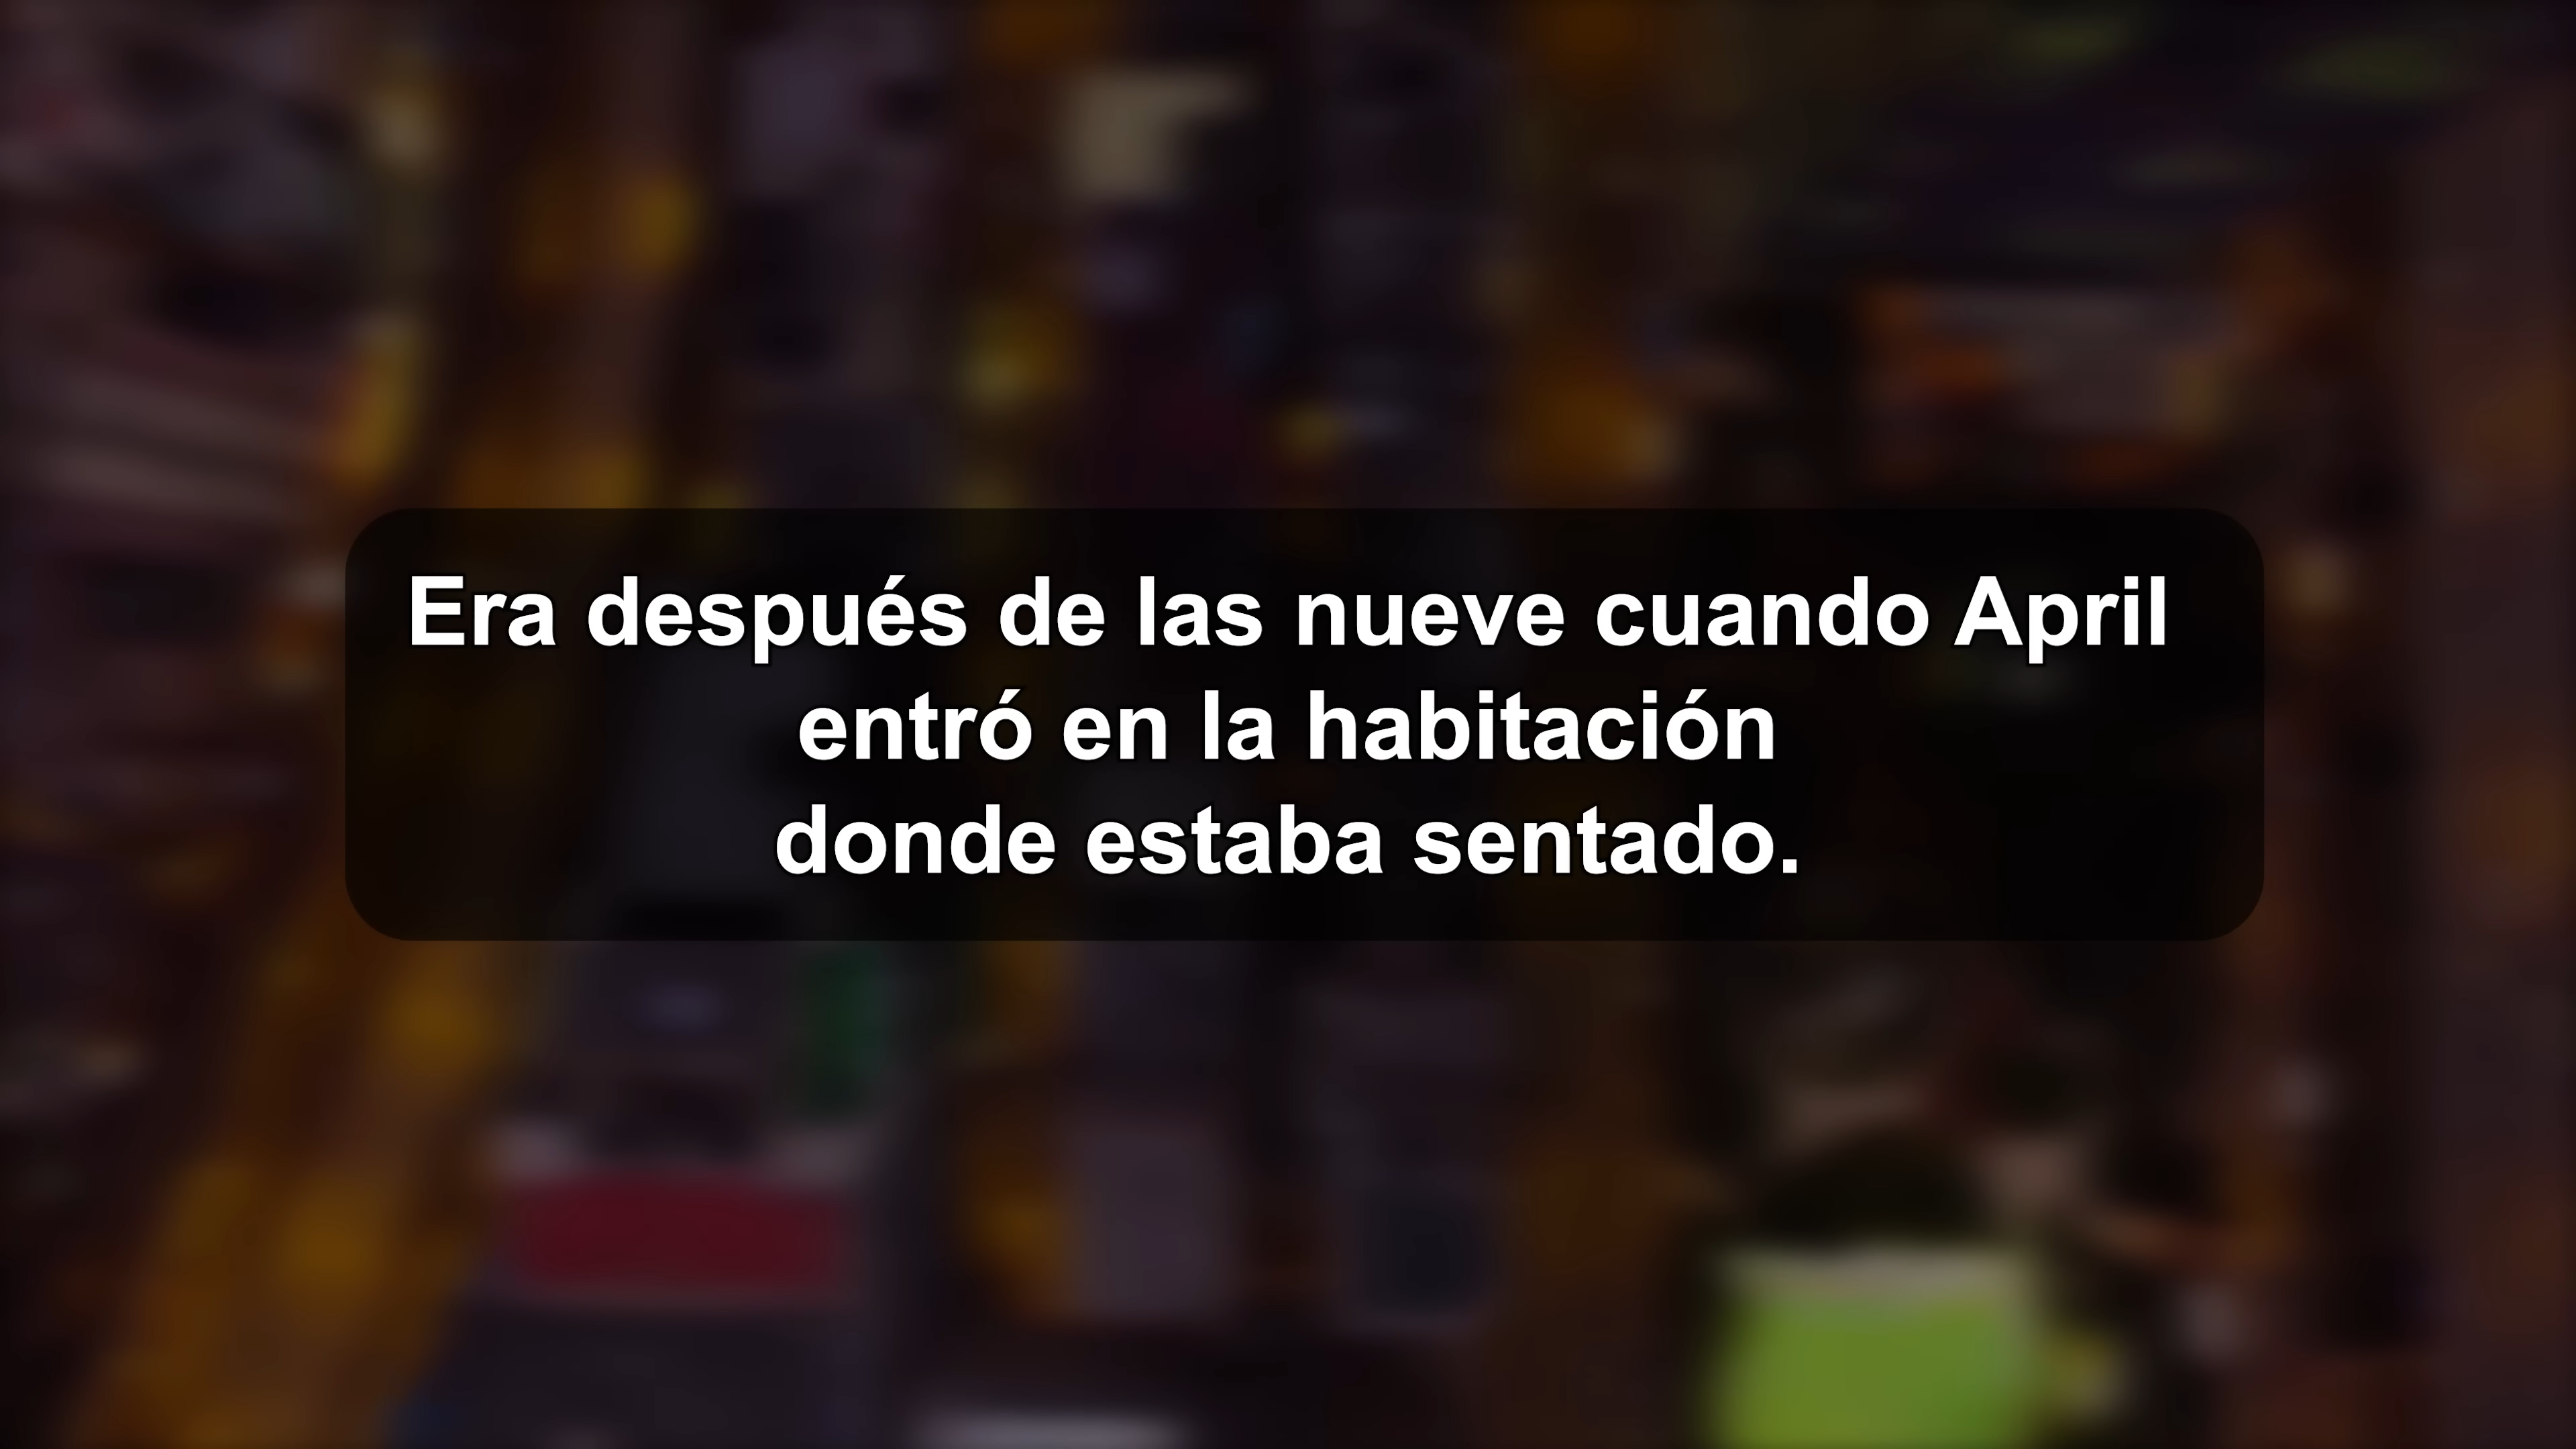 Era después de las nueve cuando April
entró en la habitación
donde estaba sentado.